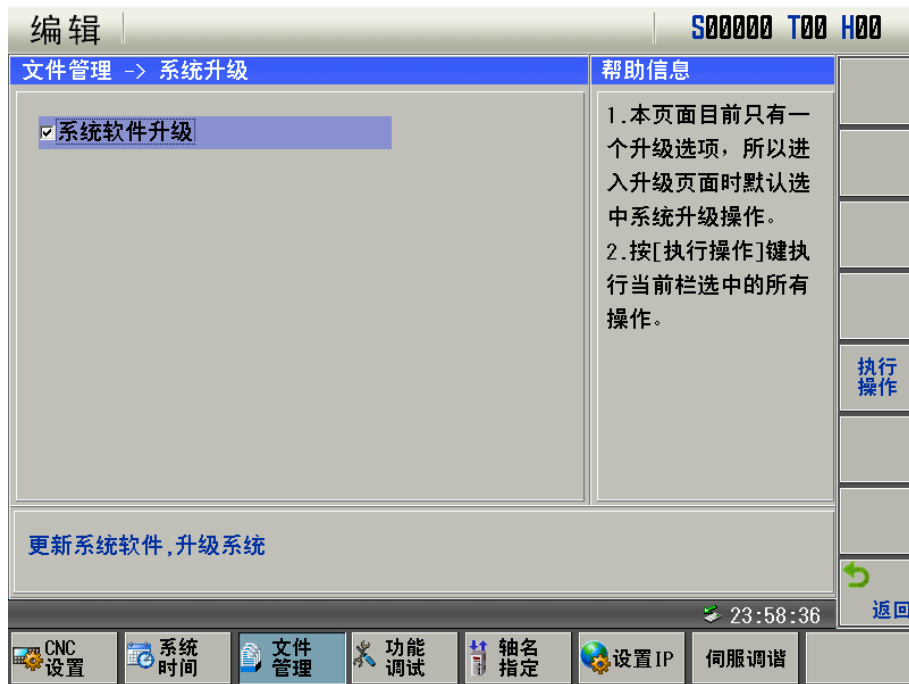 编辑
S00000 T00 H00
文件管理 -> 系统升级
帮助信息
系统软件升级
1.本页面目前只有一
个升级选项，所以进
入升级页面时默认选
中系统升级操作。
2.按[执行操作]键执
行当前栏选中的所有
操作。
执行
操作
更新系统软件,升级系统
返回
23:58:36
CNC
设置
系统
时间
文件
管理
功能
调试
轴名
指定
设置IP
伺服调谐